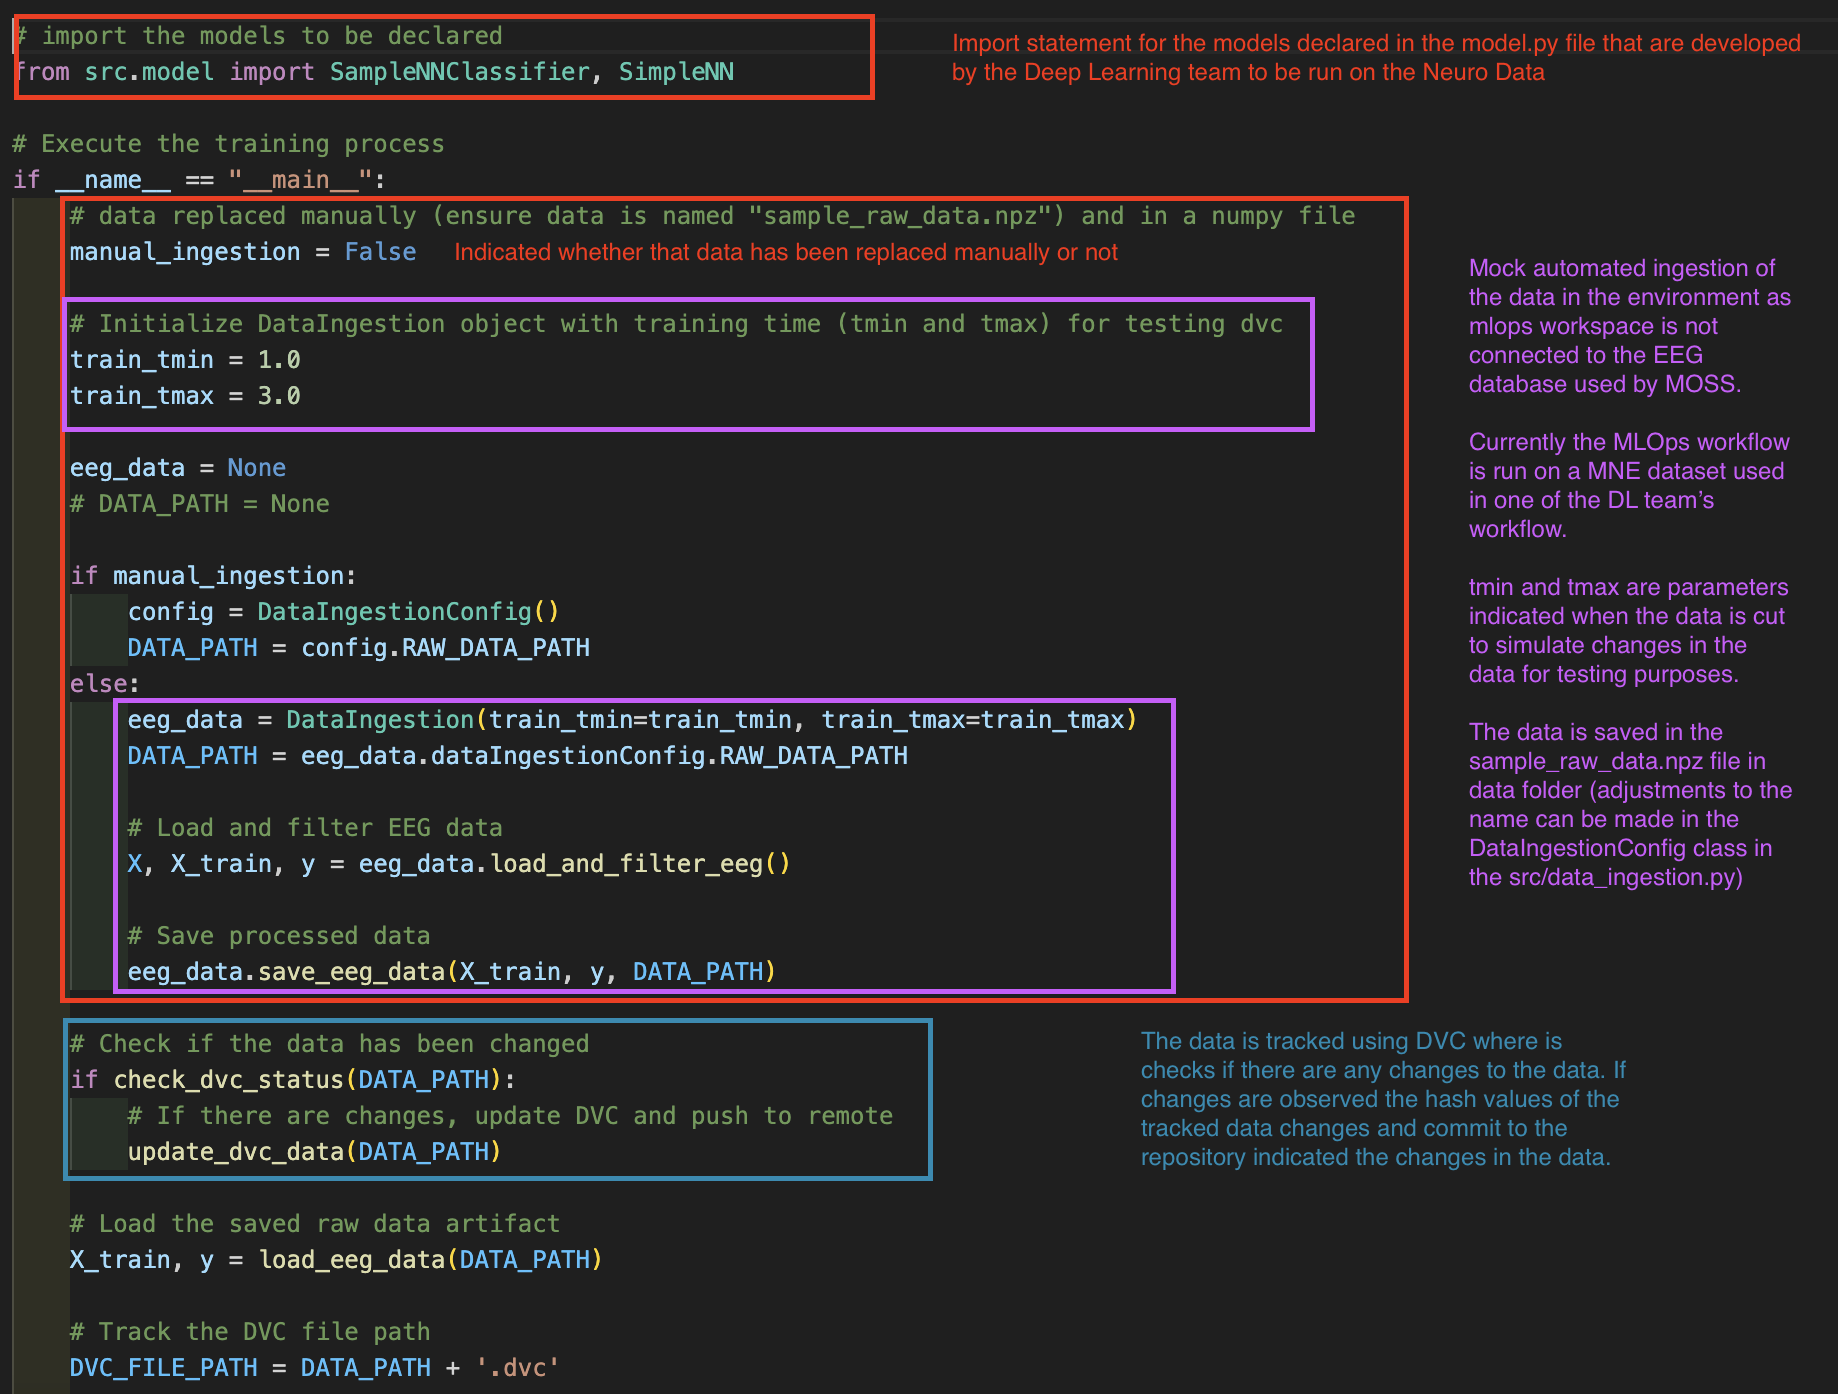 # import the models to be declared
from src.model import SampleNNClassifier, SimpleNN
Import statement for the models declared in the model.py file that are developed
by the Deep Learning team to be run on the Neuro Data
# Execute the training process
if __name__ == "__main__":
# data replaced manually (ensure data is named "sample_raw_data.npz") and in a numpy file
manual_ingestion = False
Indicated whether that data has been replaced manually or not
# Initialize DataIngestion object with training time (tmin and tmax) for testing dvc
train_tmin = 1.0
train_tmax = 3.0
eeg_data = None
# DATA_PATH = None
if manual_ingestion:
config = DataIngestionConfig()
DATA_PATH = config.RAW_DATA_PATH
else:
eeg_data = DataIngestion(train_tmin=train_tmin, train_tmax=train_tmax)
DATA_PATH = eeg_data.dataIngestionConfig.RAW_DATA_PATH
# Load and filter EEG data
X, X_train, y = eeg_data.load_and_filter_eeg()
# Save processed data
eeg_data.save_eeg_data(X_train, y, DATA_PATH)
Mock automated ingestion of
the data in the environment as
mlops workspace is not
connected to the EEG
database used by MOSS.
Currently the MLOps workflow
is run on a MNE dataset used
in one of the DL team’s
workflow.
tmin and tmax are parameters
indicated when the data is cut
to simulate changes in the
data for testing purposes.
The data is saved in the
sample_raw_data.npz file in
data folder (adjustments to the
name can be made in the
DataIngestionConfig class in
the src/data_ingestion.py)
# Check if the data has been changed
if check_dvc_status(DATA_PATH):
# If there are changes, update DVC and push to remote
update_dvc_data(DATA_PATH)
The data is tracked using DVC where is
checks if there are any changes to the data. If
changes are observed the hash values of the
tracked data changes and commit to the
repository indicated the changes in the data.
# Load the saved raw data artifact
X_train, y = load_eeg_data(DATA_PATH)
# Track the DVC file path
DVC_FILE_PATH = DATA_PATH + '.dvc'